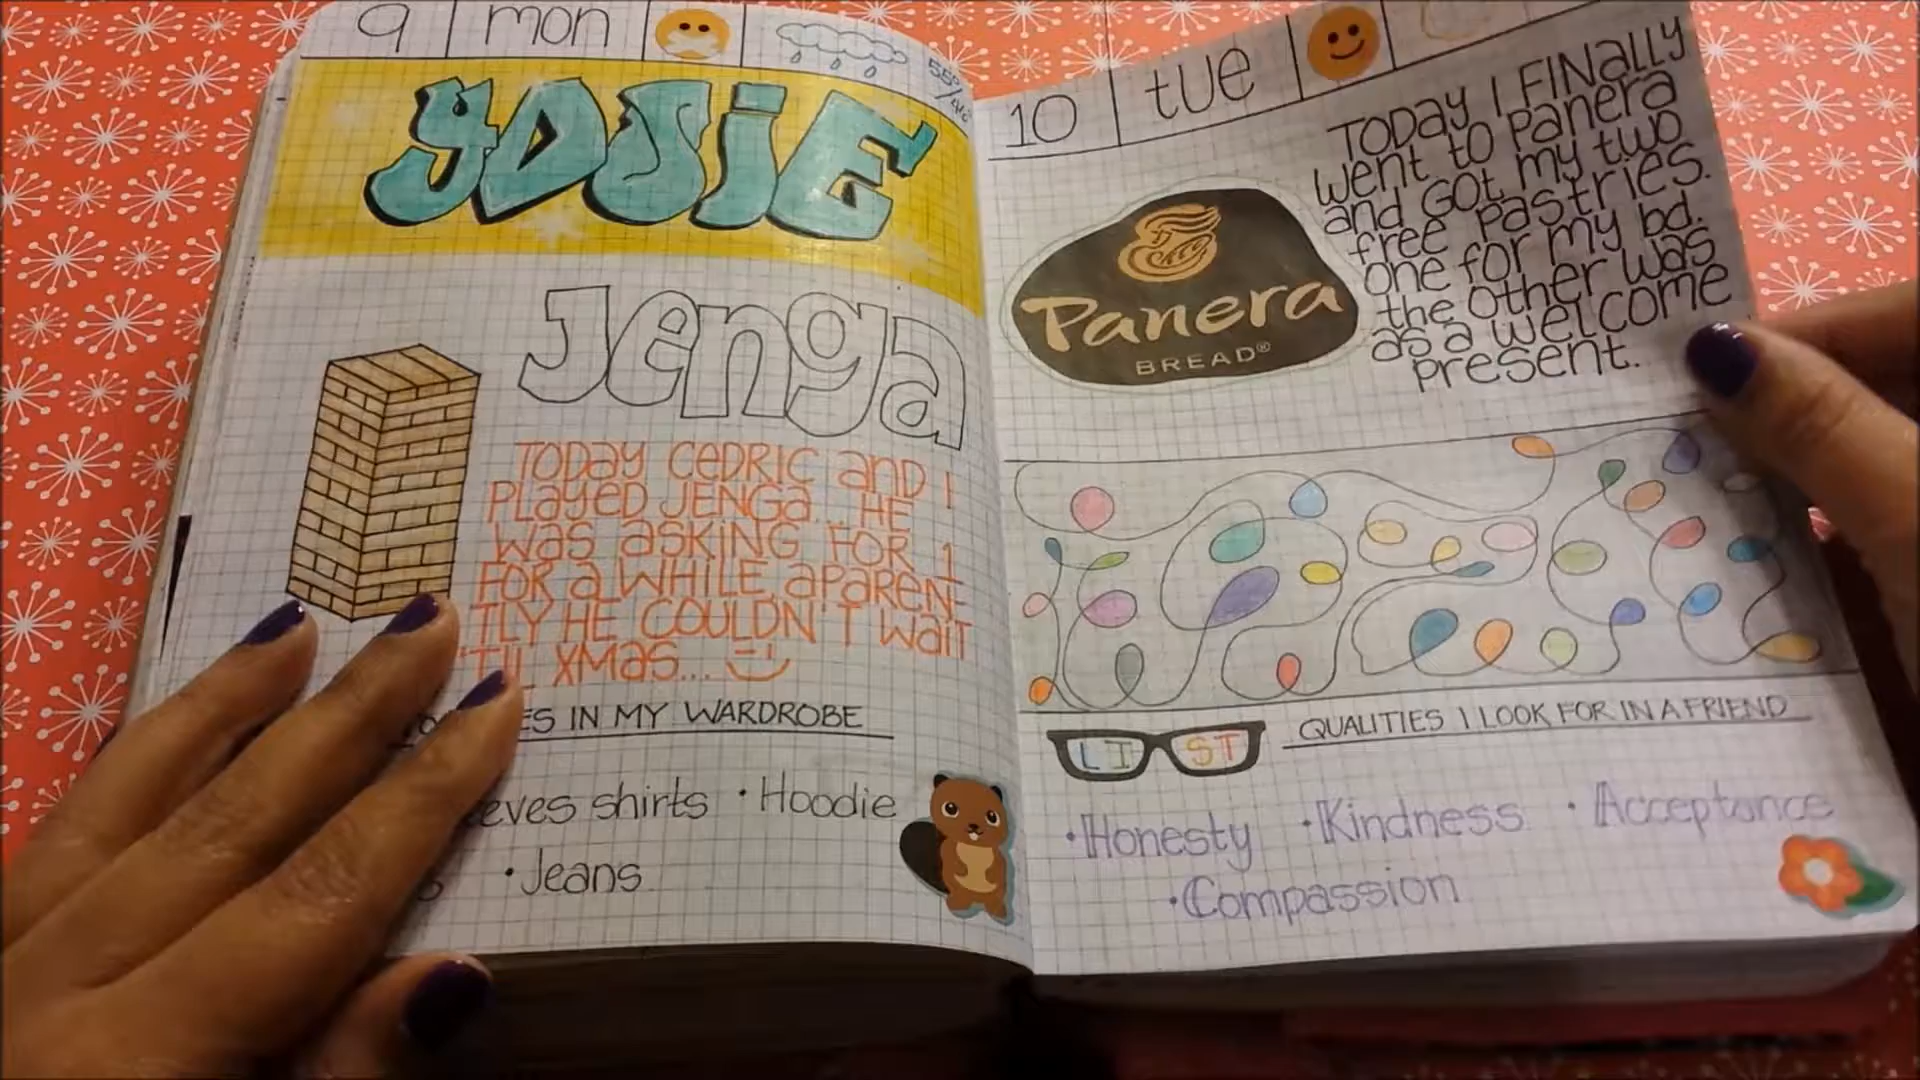 9 mon
55°/
YOSIE
Jenga
TODAY CEDRIC and I
PLAYED JENGA. HE
was asking for 1
FOR a WHILE aparen-
TLY HE COULDN'T wait
'TIL XMAS...
ES IN MY WARDROBE
eves shirts · Hoodie
· Jeans
10 tue
TODAY I FINALLY
went to Panera
and GOt my two
free pastries.
One for my bd.
the other was
as a welcome
present.
Panera
BREAD®
LIST QUALITIES I LOOK FOR IN A FRIEND
· Honesty · Kindness · Acceptance
· Compassion